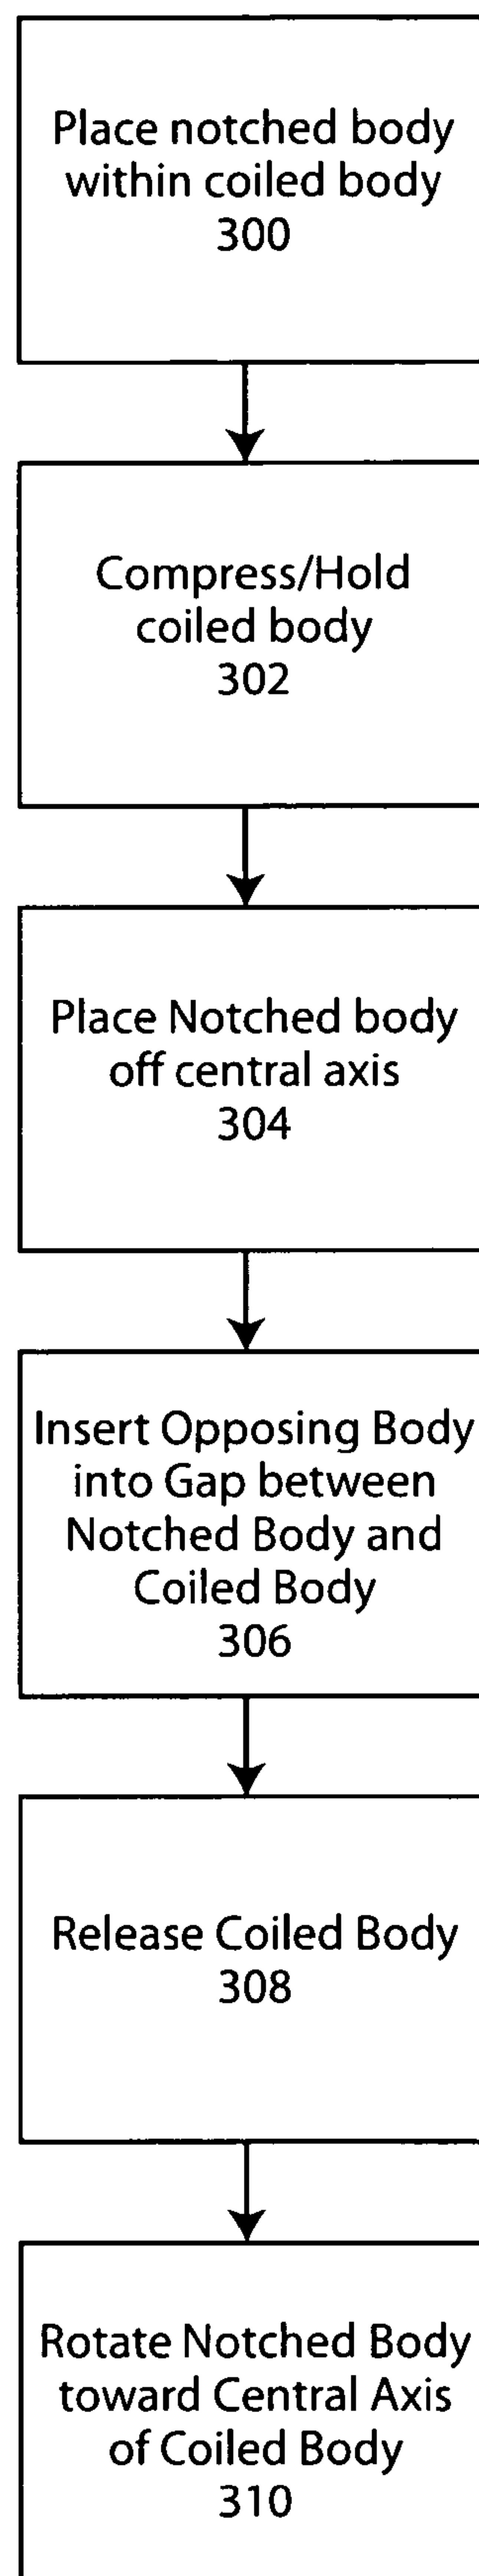 Place notched body
within coiled body
300
Compress/Hold
coiled body
302
Place Notched body
off central axis
304
Insert Opposing Body
into Gap between
Notched Body and
Coiled Body
306
Release Coiled Body
308
Rotate Notched Body
toward Central Axis
of Coiled Body
310